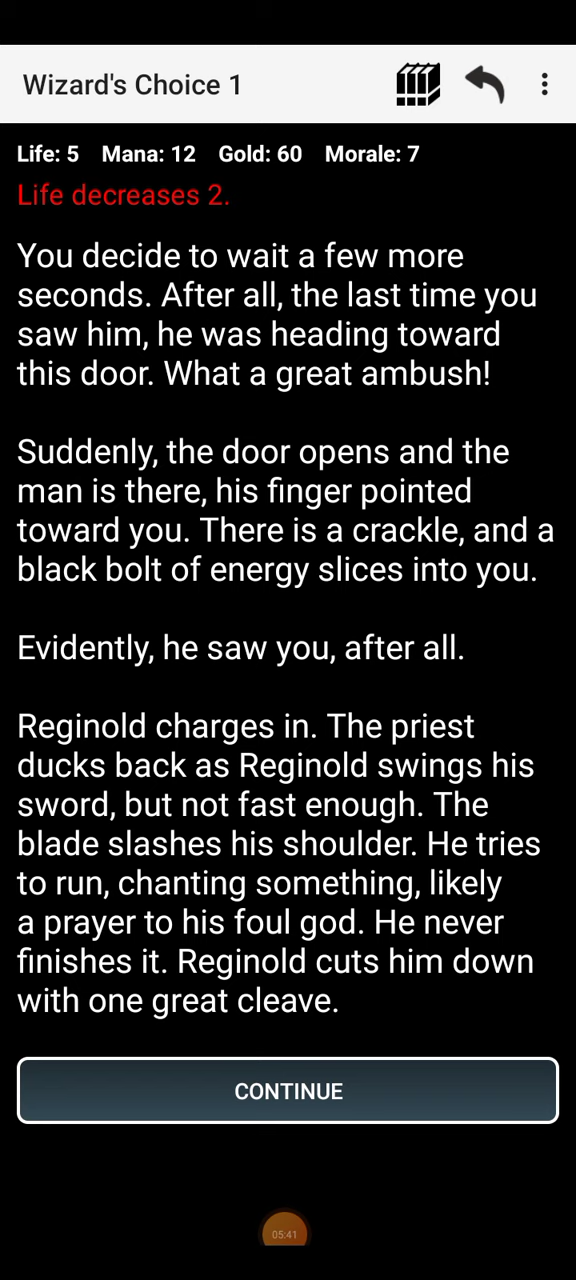 Wizard's Choice 1
Life: 5 Mana: 12 Gold: 60 Morale: 7
Life decreases 2.
You decide to wait a few more
seconds. After all, the last time you
saw him, he was heading toward
this door. What a great ambush!
Suddenly, the door opens and the
man is there, his finger pointed
toward you. There is a crackle, and a
black bolt of energy slices into you.
Evidently, he saw you, after all.
Reginold charges in. The priest
ducks back as Reginold swings his
sword, but not fast enough. The
blade slashes his shoulder. He tries
to run, chanting something, likely
a prayer to his foul god. He never
finishes it. Reginold cuts him down
with one great cleave.
CONTINUE
05:41